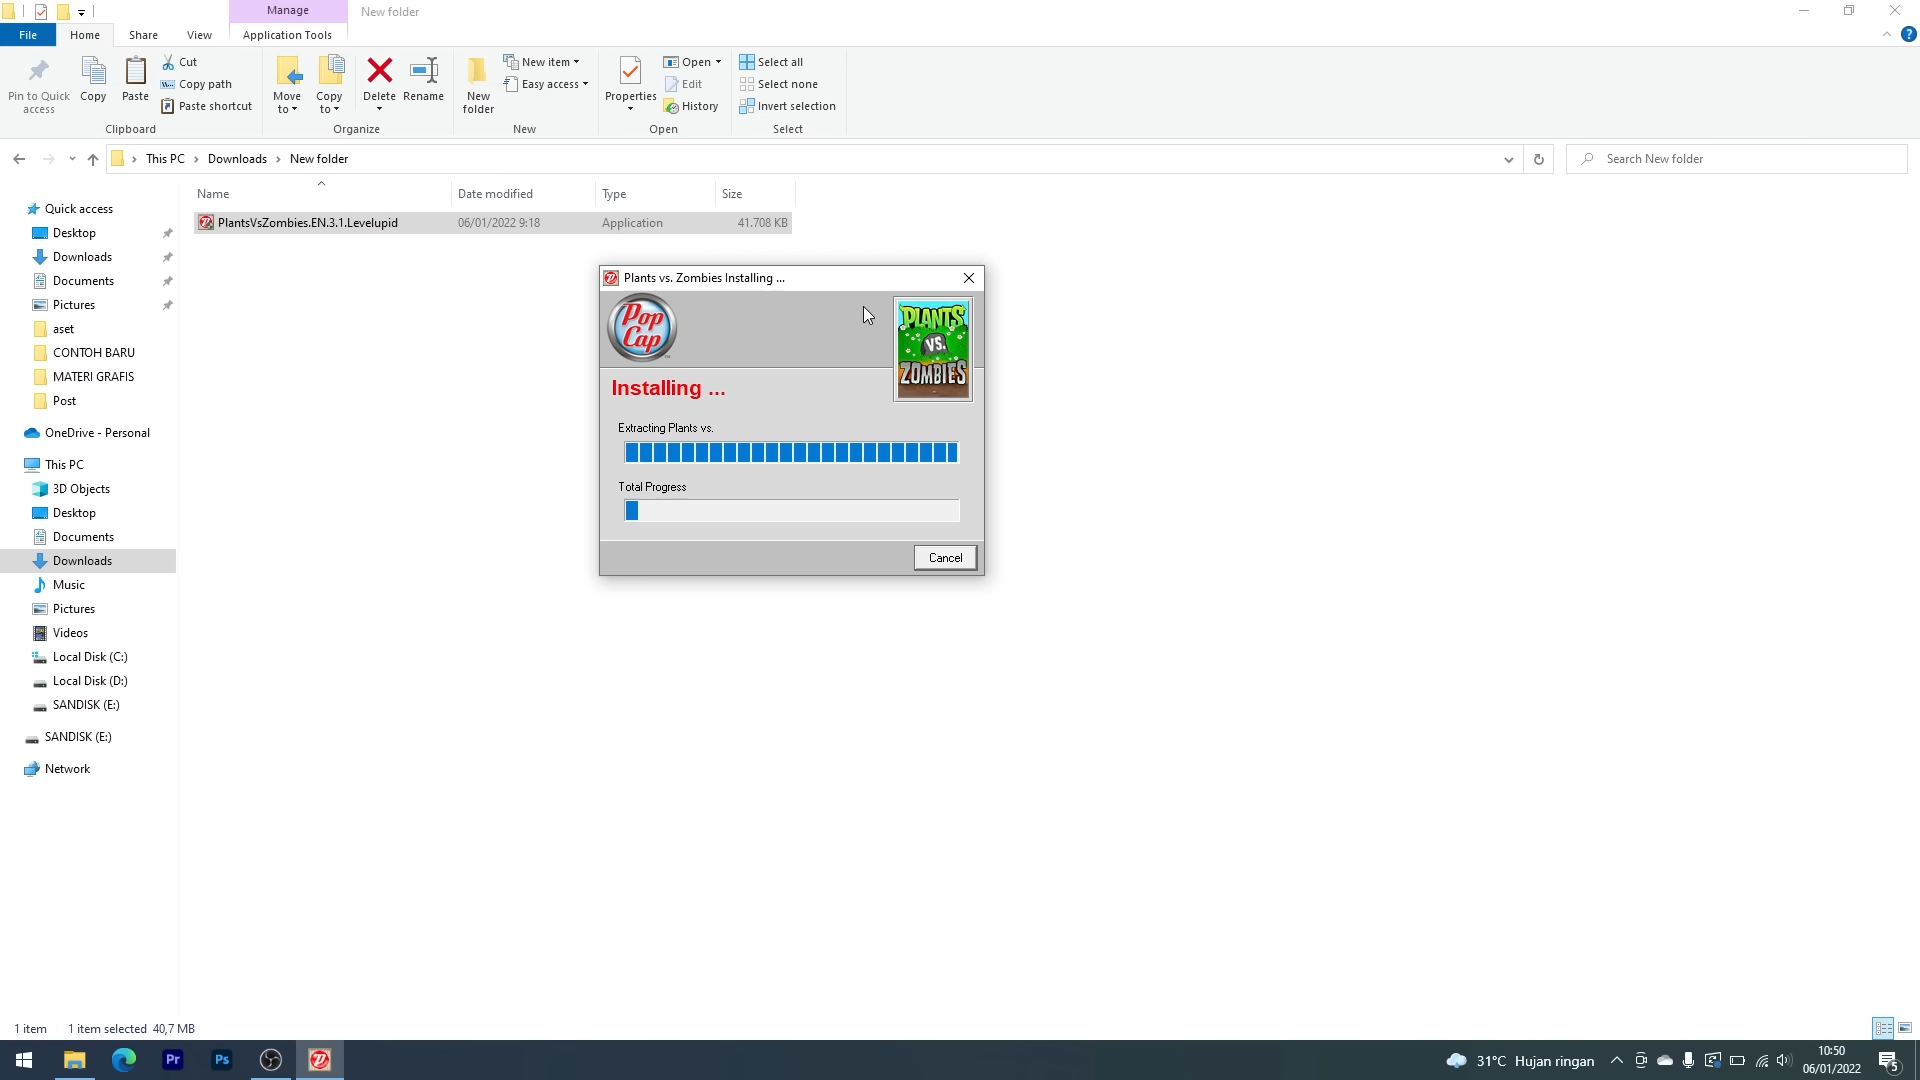 Manage
New folder
File
Home
Share
View
Application Tools
Pin to Quick
access
Copy
Paste
Cut
Copy path
Paste shortcut
Clipboard
Move
to
Copy
to
Delete
Rename
Organize
New
folder
New item
Easy access
New
Properties
Open
Edit
History
Open
Select all
Select none
Invert selection
Select
This PC
Downloads
New folder
Search New folder
Name
Date modified
Type
Size
PlantsVsZombies.EN.3.1.Levelupid
06/01/2022 9:18
Application
41.708 KB
Quick access
Desktop
Downloads
Documents
Pictures
aset
CONTOH BARU
MATERI GRAFIS
Post
OneDrive - Personal
This PC
3D Objects
Desktop
Documents
Downloads
Music
Pictures
Videos
Local Disk (C:)
Local Disk (D:)
SANDISK (E:)
SANDISK (E:)
Network
Plants vs. Zombies Installing ...
Pop
Cap
PLANTS
VS.
ZOMBIES
Installing ...
Extracting Plants vs.
Total Progress
Cancel
1 item
1 item selected 40,7 MB
Pr
Ps
31°C Hujan ringan
10:50
06/01/2022
5